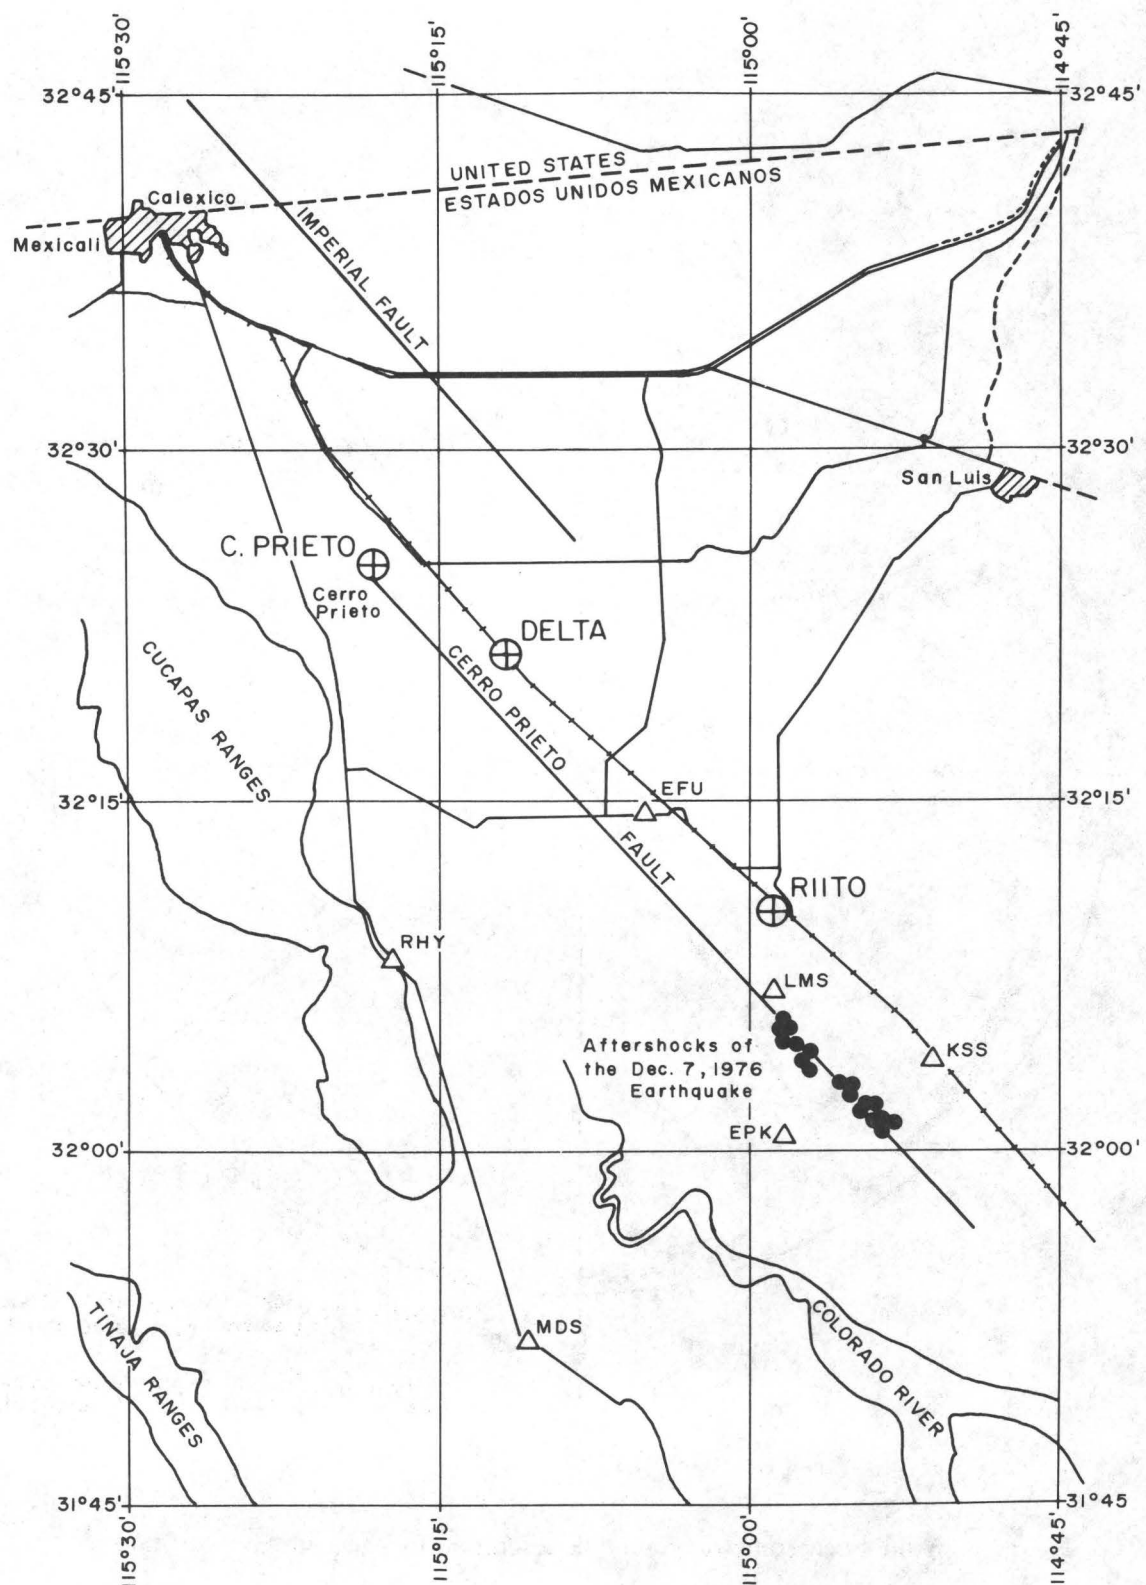 115°30'
115°15'
115°00'
114°45'
32°45'
32°45'
UNITED STATES
ESTADOS UNIDOS MEXICANOS
Calexico
Mexicali
IMPERIAL FAULT
32°30'
32°30'
San Luis
C. PRIETO
Cerro
Prieto
DELTA
CERRO PRIETO
FAULT
CUCAPAS RANGES
EFU
32°15'
32°15'
RIITO
RHY
LMS
KSS
Aftershocks of
the Dec. 7, 1976
Earthquake
EPK
32°00'
32°00'
COLORADO RIVER
MDS
TINAJA RANGES
31°45'
31°45'
115°30'
115°15'
115°00'
114°45'